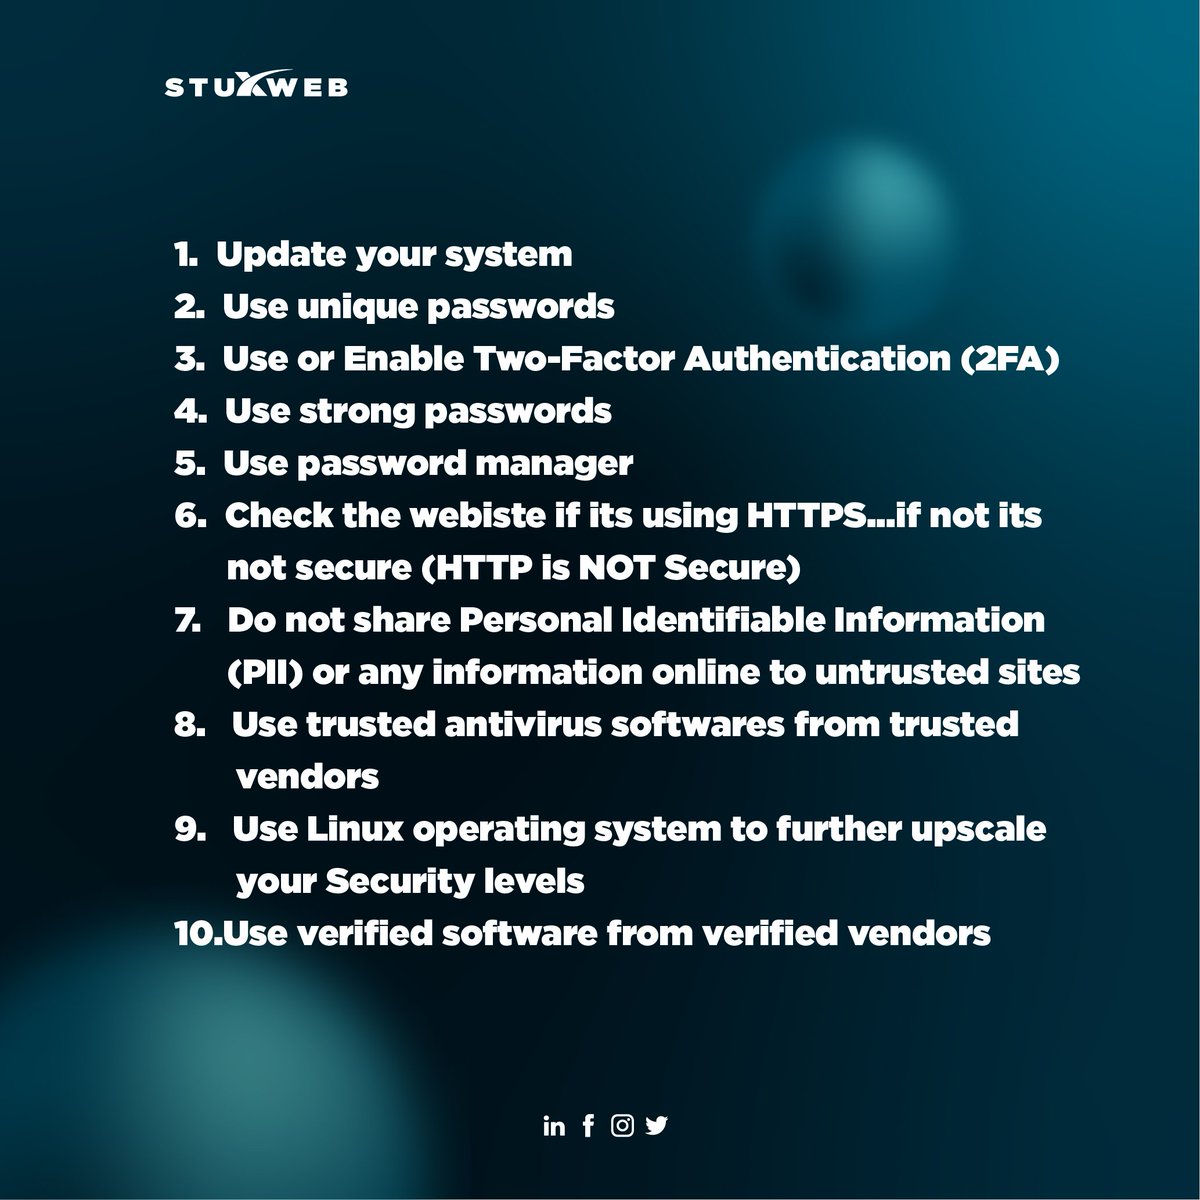 STUXWEB
1. Update your system
2. Use unique passwords
3. Use or Enable Two-Factor Authentication (2FA)
4. Use strong passwords
5. Use password manager
6. Check the webiste if its using HTTPS...if not its
not secure (HTTP is NOT Secure)
7. Do not share Personal Identifiable Information
(PII) or any information online to untrusted sites
8. Use trusted antivirus softwares from trusted
vendors
9. Use Linux operating system to further upscale
your Security levels
10.Use verified software from verified vendors